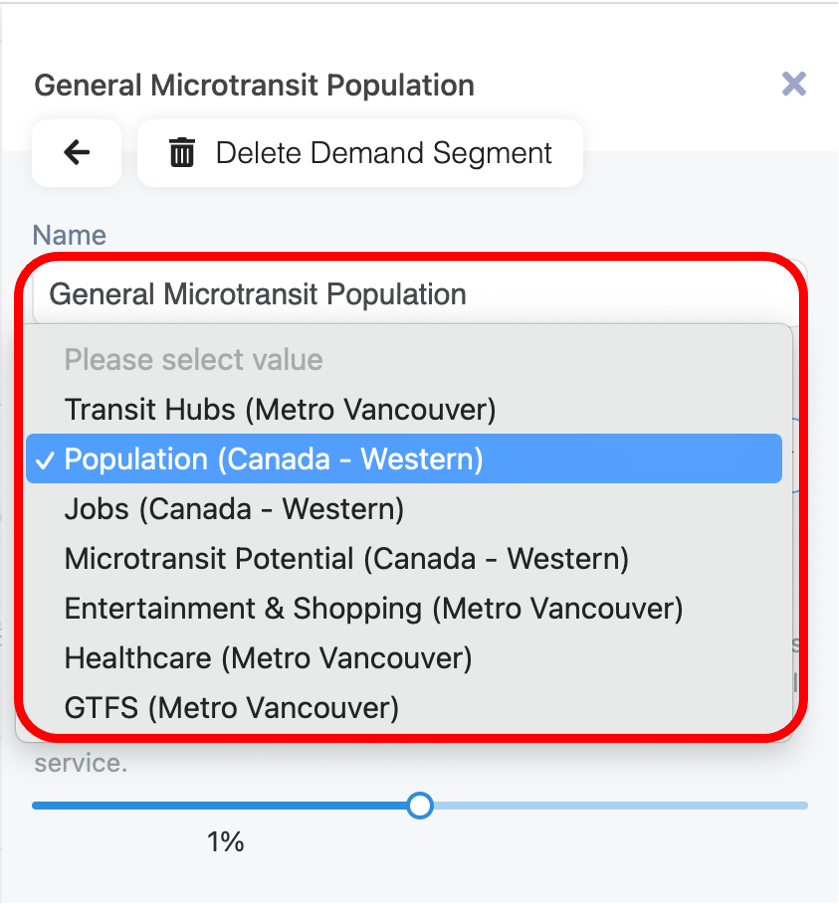 General Microtransit Population
Delete Demand Segment
Name
General Microtransit Population
Please select value
Transit Hubs (Metro Vancouver)
✓ Population (Canada - Western)
Jobs (Canada - Western)
Microtransit Potential (Canada - Western)
Entertainment & Shopping (Metro Vancouver)
Healthcare (Metro Vancouver)
GTFS (Metro Vancouver)
service.
1%